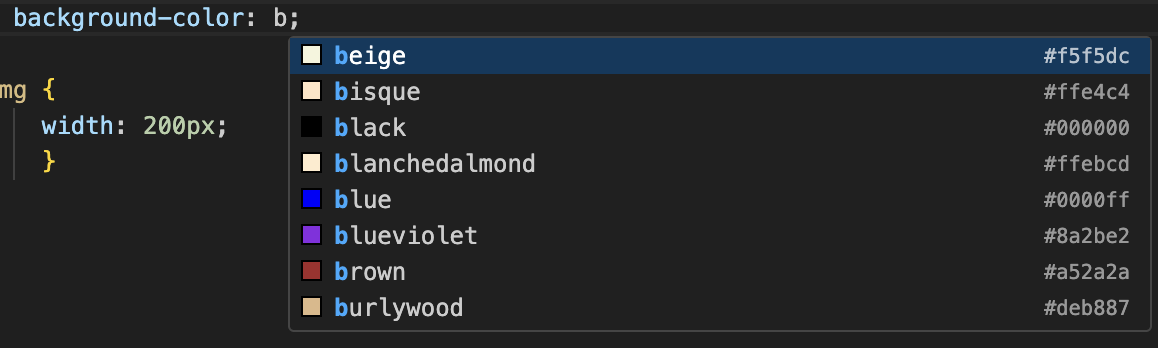 background-color: b;
beige #f5f5dc
mg {
bisque #ffe4c4
width: 200px;
black #000000
}
blanchedalmond #ffebcd
blue #0000ff
blueviolet #8a2be2
brown #a52a2a
burlywood #deb887